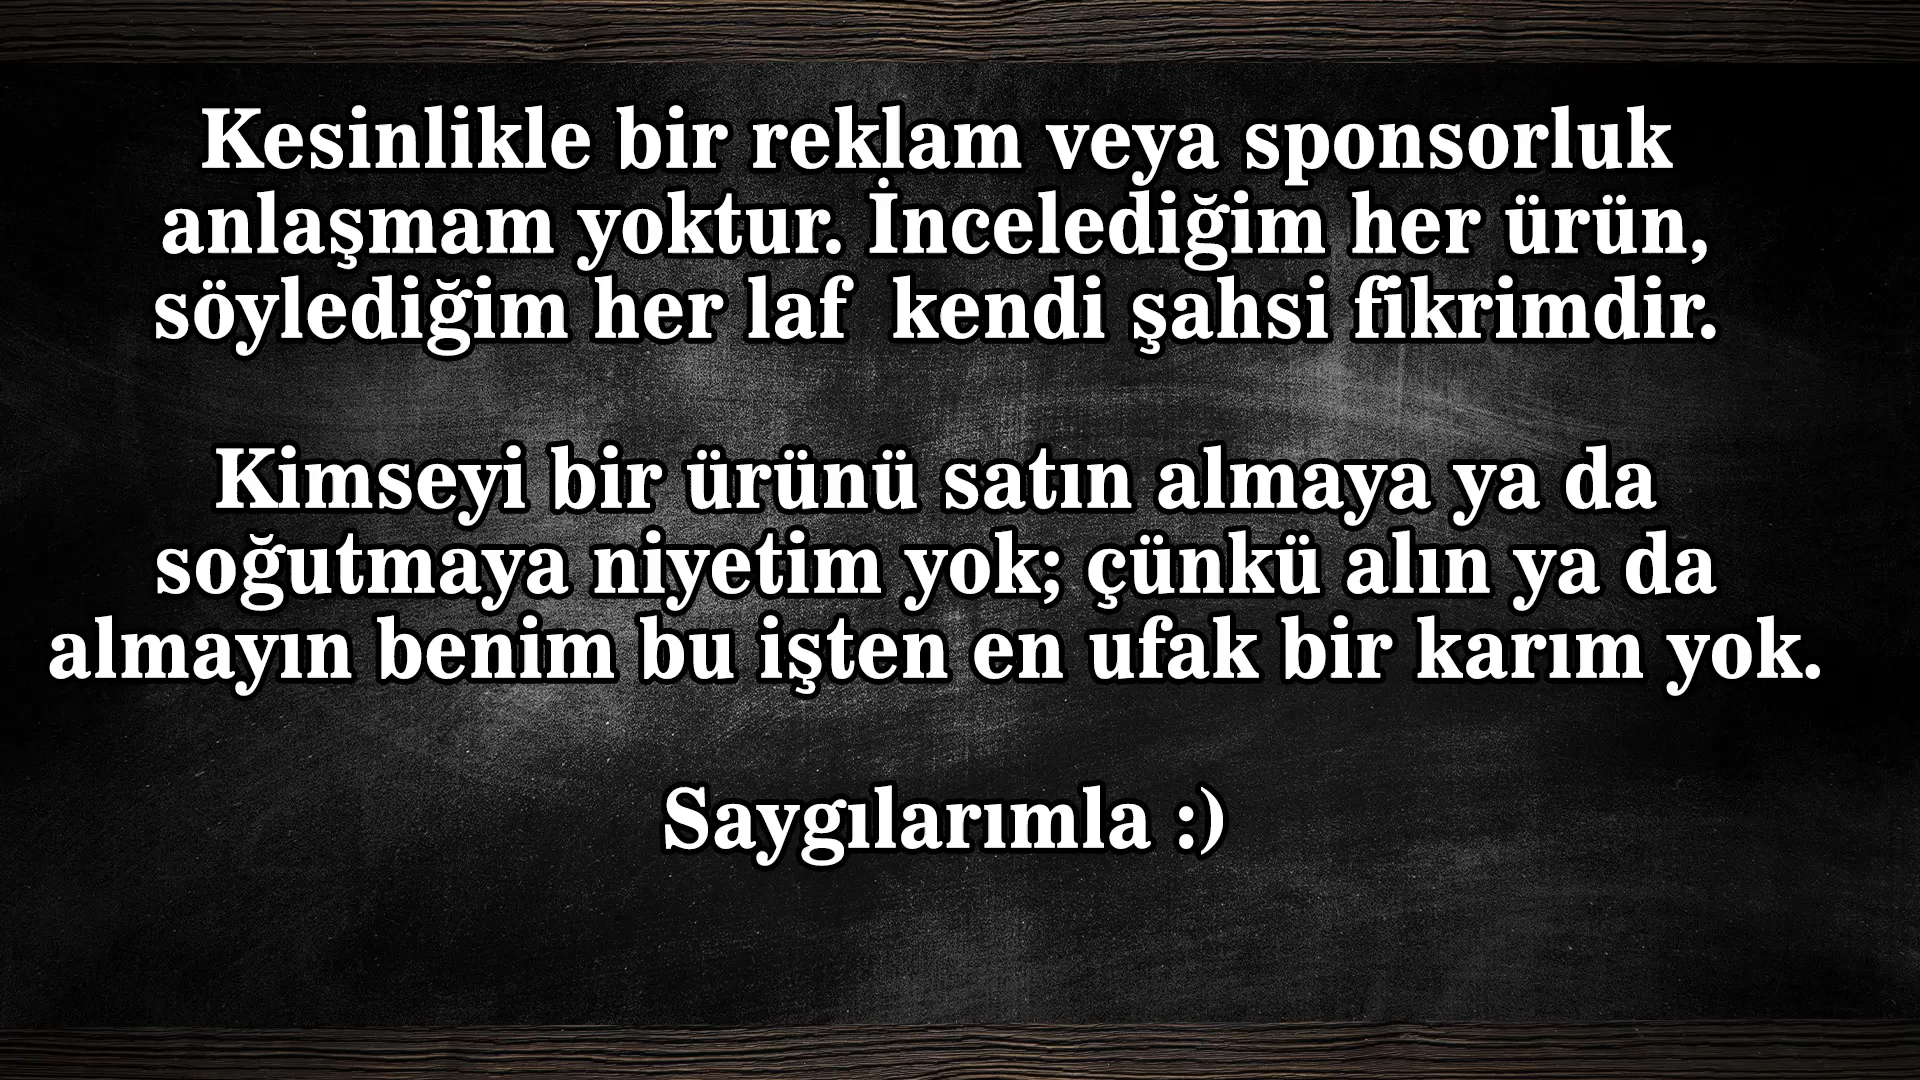 Kesinlikle bir reklam veya sponsorluk
anlaşmam yoktur. İncelediğim her ürün,
söylediğim her laf  kendi şahsi fikrimdir.
Kimseyi bir ürünü satın almaya ya da
soğutmaya niyetim yok; çünkü alın ya da
almayın benim bu işten en ufak bir karım yok.
Saygılarımla :)